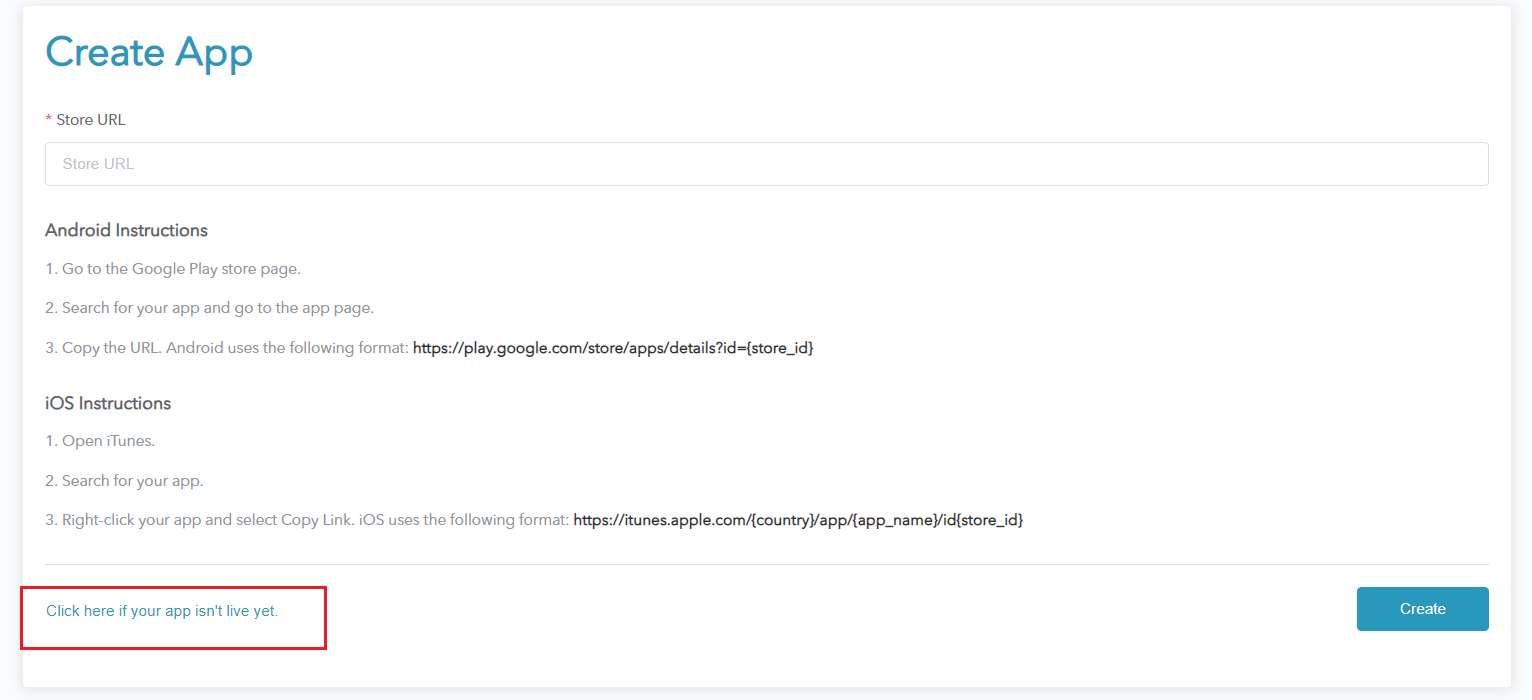 Create App
* Store URL
Store URL
Android Instructions
1. Go to the Google Play store page.
2. Search for your app and go to the app page.
3. Copy the URL. Android uses the following format: https://play.google.com/store/apps/details?id={store_id}
iOS Instructions
1. Open iTunes.
2. Search for your app.
3. Right-click your app and select Copy Link. iOS uses the following format: https://itunes.apple.com/{country}/app/{app_name}/id{store_id}
Click here if your app isn't live yet.
Create